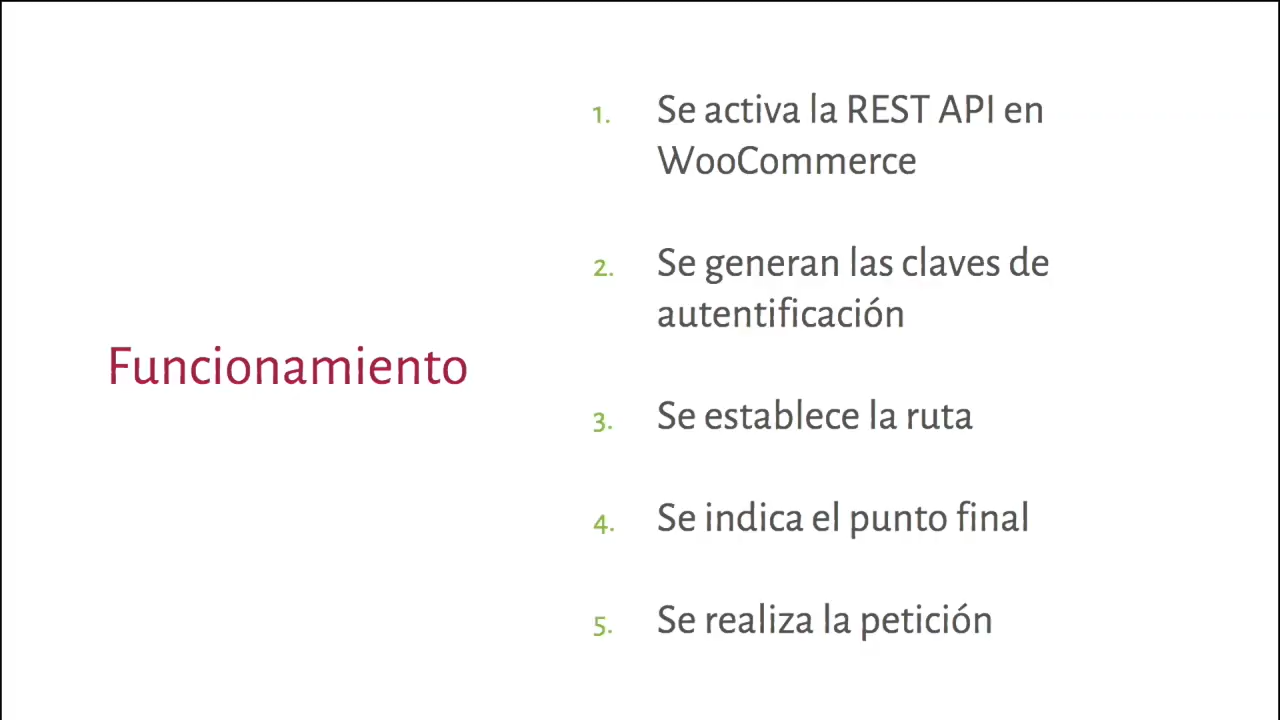 Funcionamiento
1. Se activa la REST API en
WooCommerce
2. Se generan las claves de
autentificación
3. Se establece la ruta
4. Se indica el punto final
5. Se realiza la petición